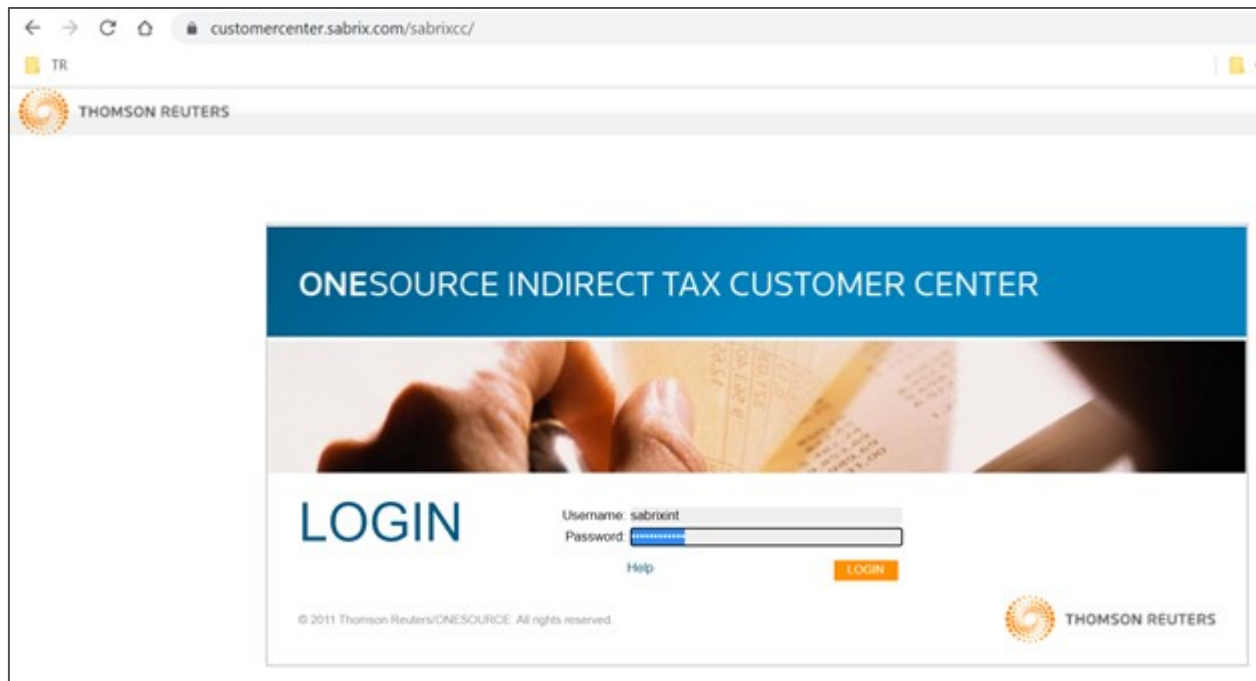 customercenter.sabrix.com/sabrixcc/
TR
THOMSON REUTERS
ONESOURCE INDIRECT TAX CUSTOMER CENTER
LOGIN
Username: sabrixint
Password:
Help
LOGIN
© 2011 Thomson Reuters/ONESOURCE. All rights reserved.
THOMSON REUTERS